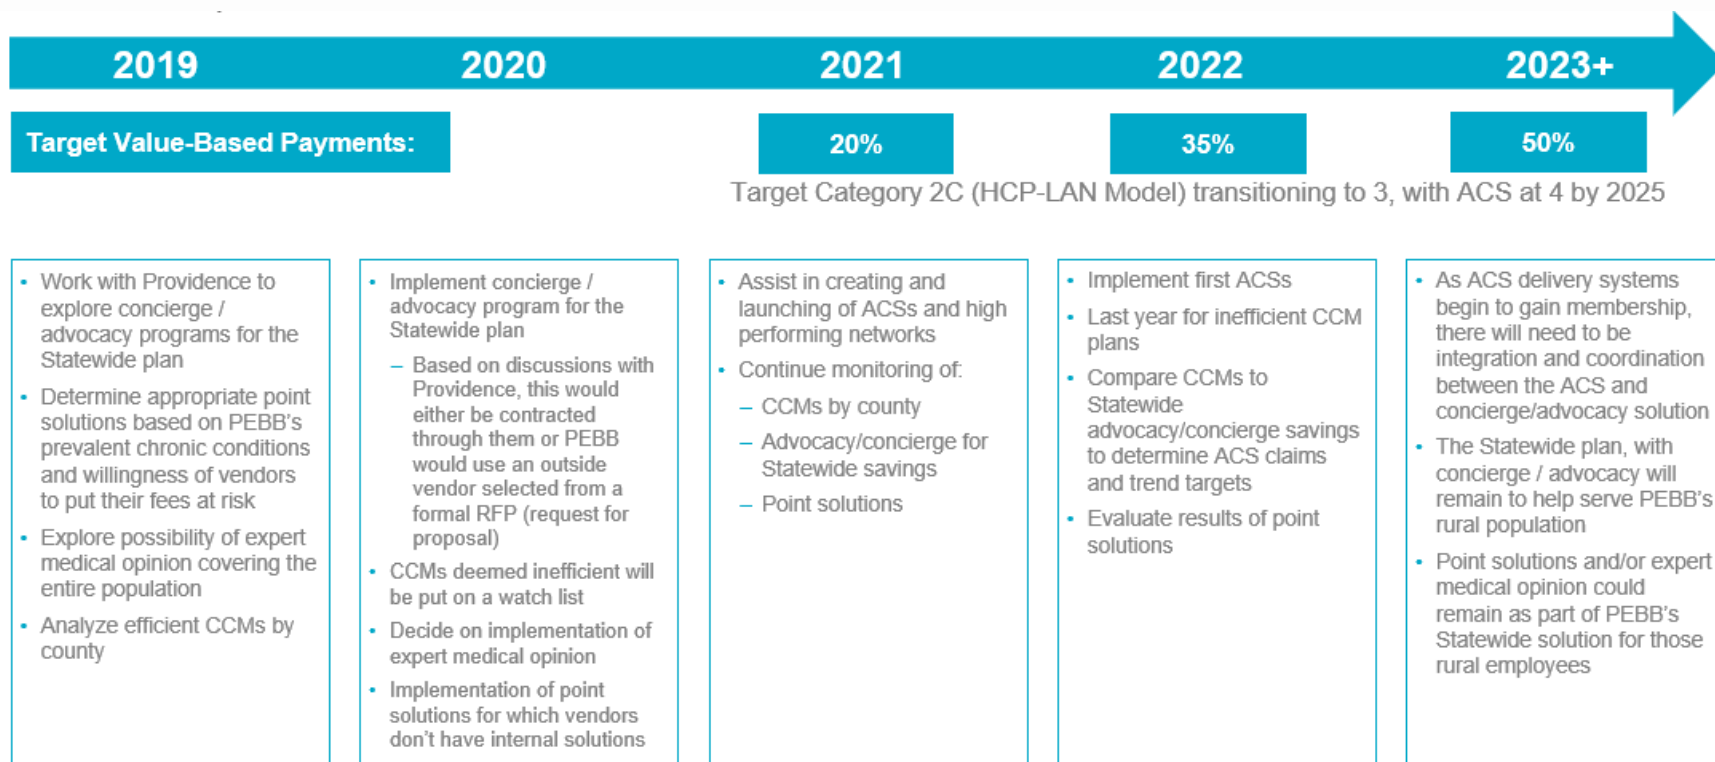 2019
2020
2021
2022
2023+
Target Value-Based Payments:
20%
35%
50%
Target Category 2C (HCP-LAN Model) transitioning to 3, with ACS at 4 by 2025
• Work with Providence to
explore concierge /
advocacy programs for the
Statewide plan
• Determine appropriate point
solutions based on PEBB's
prevalent chronic conditions
and willingness of vendors
to put their fees at risk
• Explore possibility of expert
medical opinion covering the
entire population
• Analyze efficient CCMs by
county
• Implement concierge /
advocacy program for the
Statewide plan
– Based on discussions with
Providence, this would
either be contracted
through them or PEBB
would use an outside
vendor selected from a
formal RFP (request for
proposal)
• CCMs deemed inefficient will
be put on a watch list
• Decide on implementation of
expert medical opinion
• Implementation of point
solutions for which vendors
don't have internal solutions
• Assist in creating and
launching of ACSs and high
performing networks
• Continue monitoring of:
– CCMs by county
– Advocacy/concierge for
Statewide savings
– Point solutions
• Implement first ACSs
• Last year for inefficient CCM
plans
• Compare CCMs to
Statewide
advocacy/concierge savings
to determine ACS claims
and trend targets
• Evaluate results of point
solutions
• As ACS delivery systems
begin to gain membership,
there will need to be
integration and coordination
between the ACS and
concierge/advocacy solution
• The Statewide plan, with
concierge / advocacy will
remain to help serve PEBB's
rural population
• Point solutions and/or expert
medical opinion could
remain as part of PEBB's
Statewide solution for those
rural employees